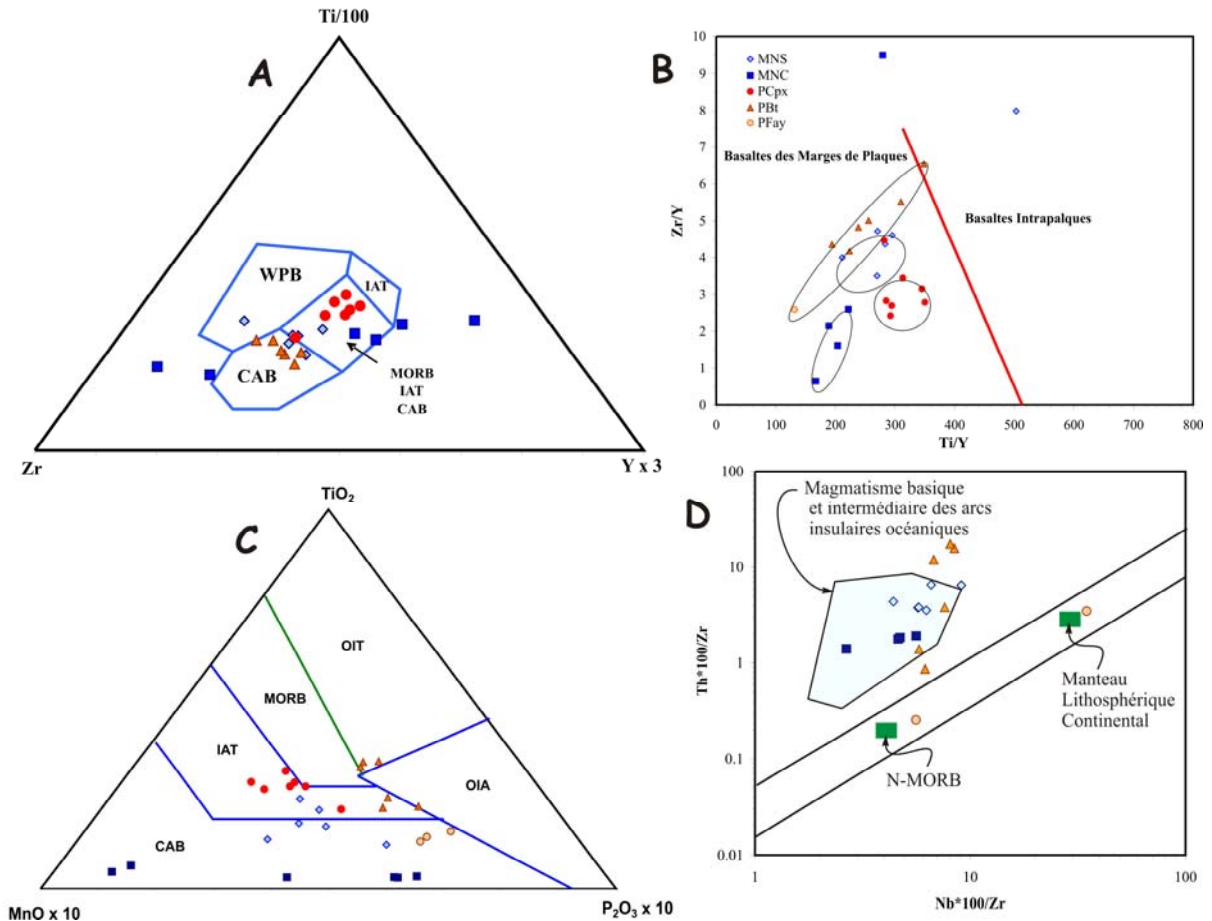 A
Ti/100
WPB
IAT
CAB
MORB
IAT
CAB
Zr
Y x 3
B
MNS
MNC
PCpx
PBt
PFay
Basaltes des Marges de Plaques
Basaltes Intrapalques
Zr/Y
10
9
8
7
6
5
4
3
2
1
0
0 100 200 300 400 500 600 700 800
Ti/Y
C
TiO2
OIT
MORB
IAT
OIA
CAB
MnO x 10
P2O3 x 10
D
Magmatisme basique
et intermédiaire des arcs
insulaires océaniques
Manteau
Lithosphérique
Continental
N-MORB
Th*100/Zr
100
10
1
0.1
0.01
1 10 100
Nb*100/Zr